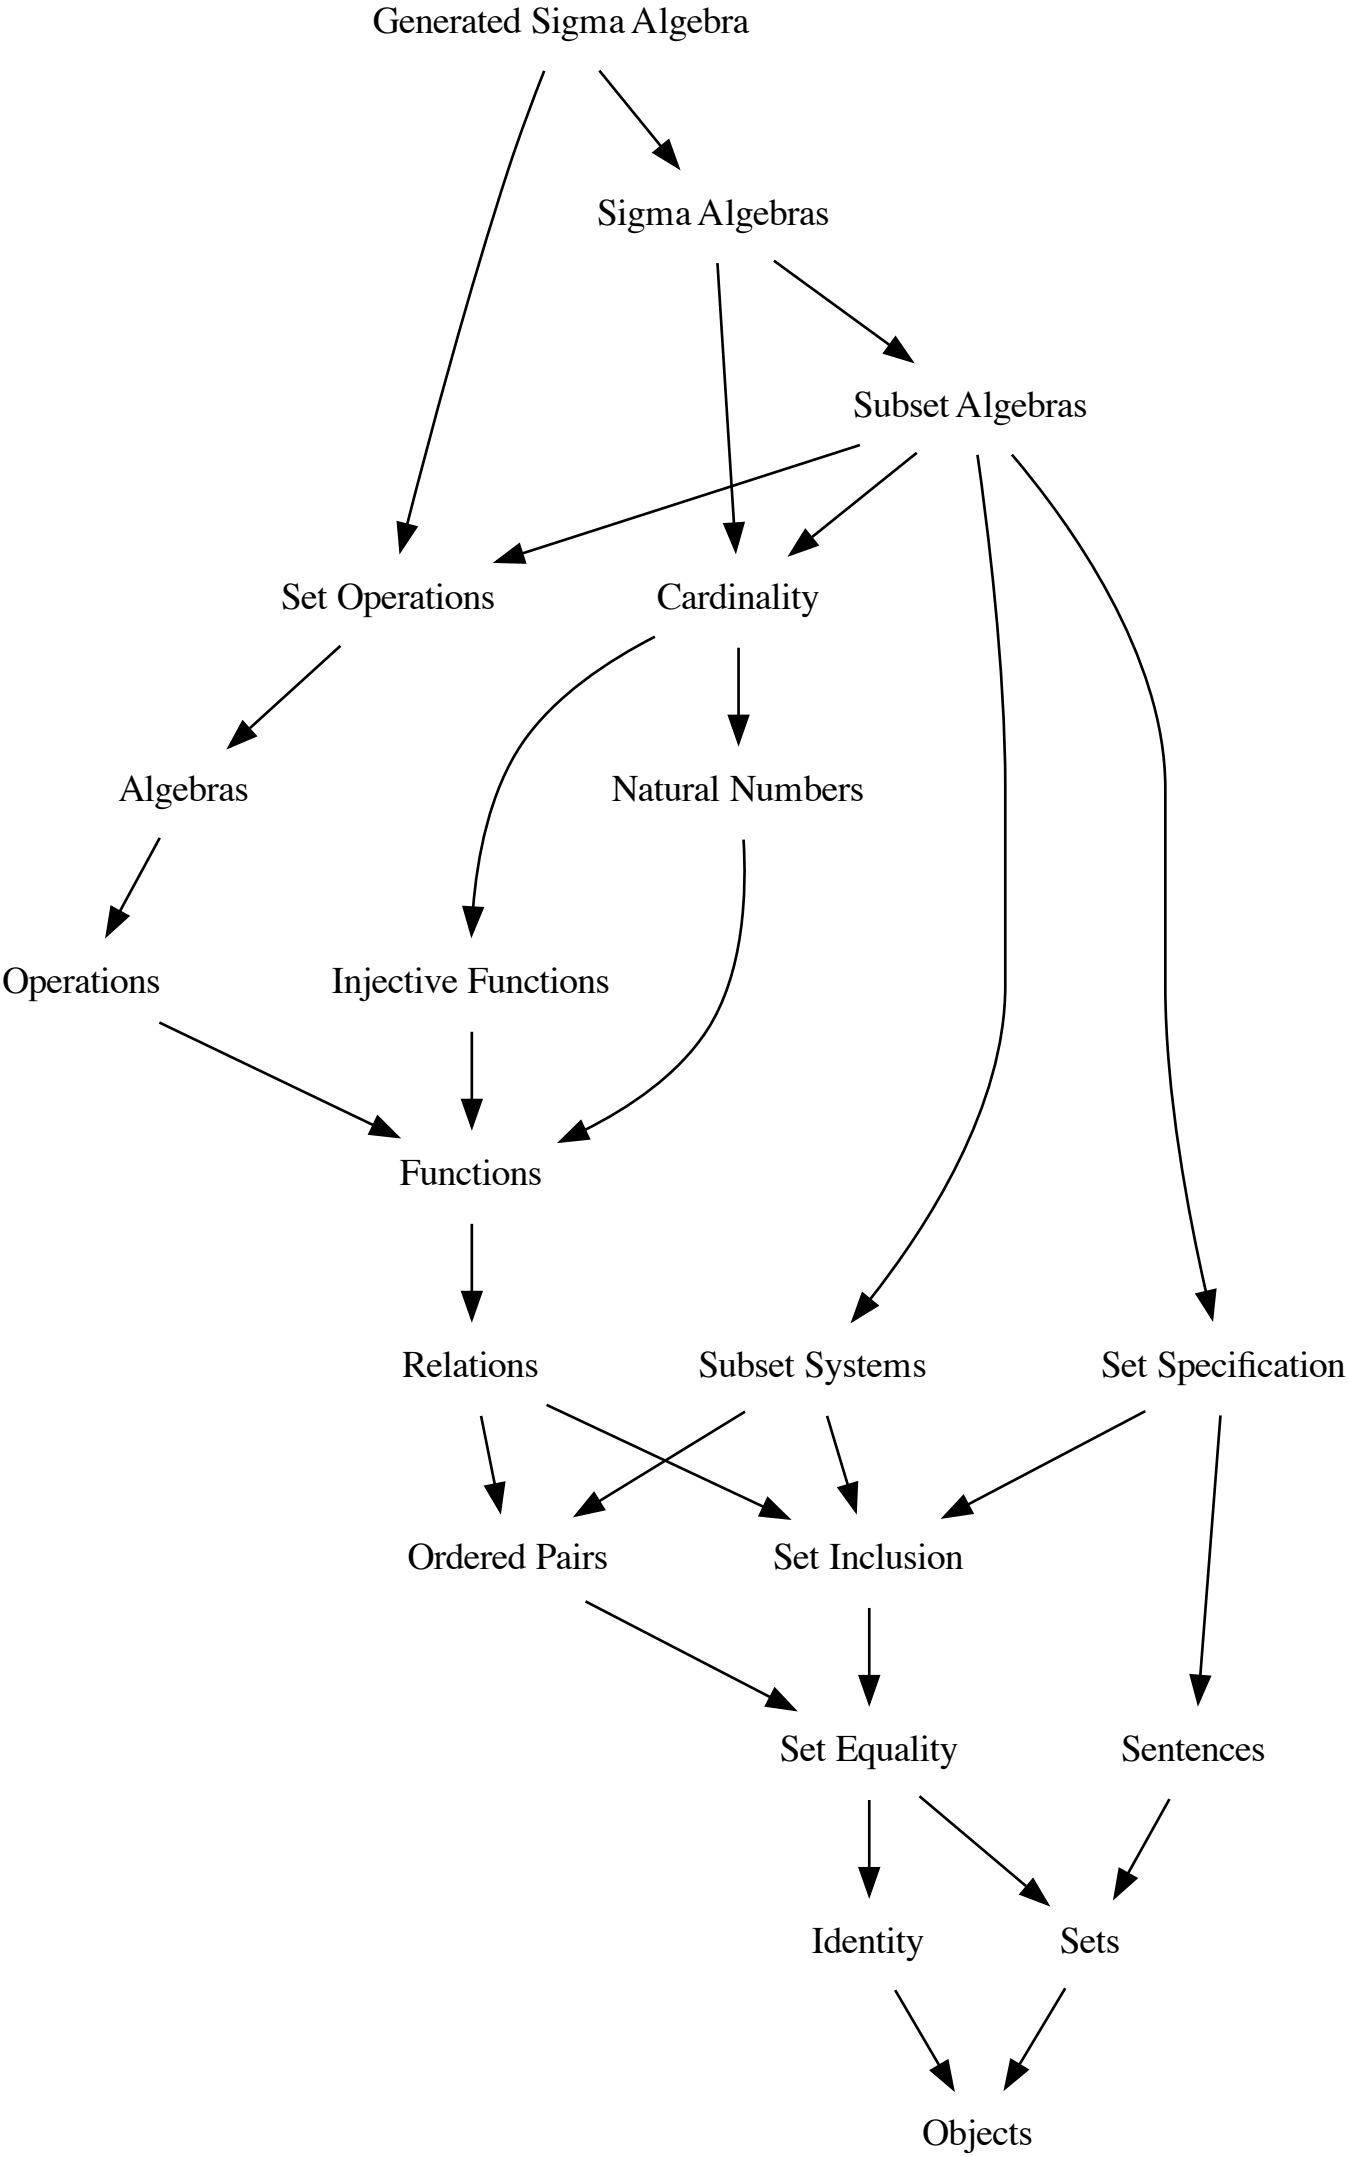 Generated Sigma Algebra
Sigma Algebras
Subset Algebras
Set Operations
Cardinality
Algebras
Natural Numbers
Operations
Injective Functions
Functions
Relations
Subset Systems
Set Specification
Ordered Pairs
Set Inclusion
Set Equality
Sentences
Identity
Sets
Objects